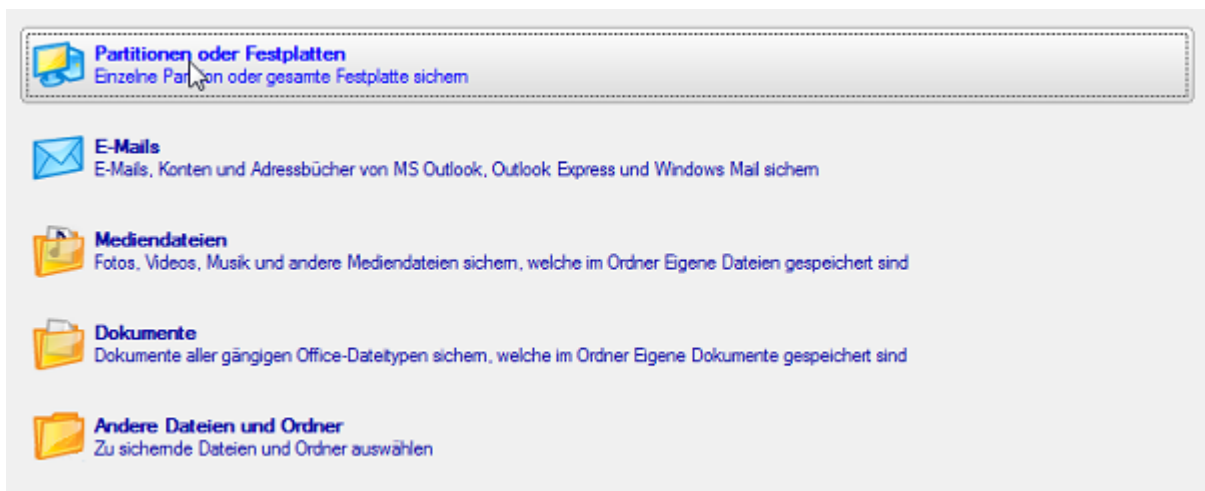 Partitionen oder Festplatten
Einzelne Partition oder gesamte Festplatte sichern
E-Mails
E-Mails, Konten und Adressbücher von MS Outlook, Outlook Express und Windows Mail sichern
Mediendateien
Fotos, Videos, Musik und andere Mediendateien sichern, welche im Ordner Eigene Dateien gespeichert sind
Dokumente
Dokumente aller gängigen Office-Dateitypen sichern, welche im Ordner Eigene Dokumente gespeichert sind
Andere Dateien und Ordner
Zu sichernde Dateien und Ordner auswählen